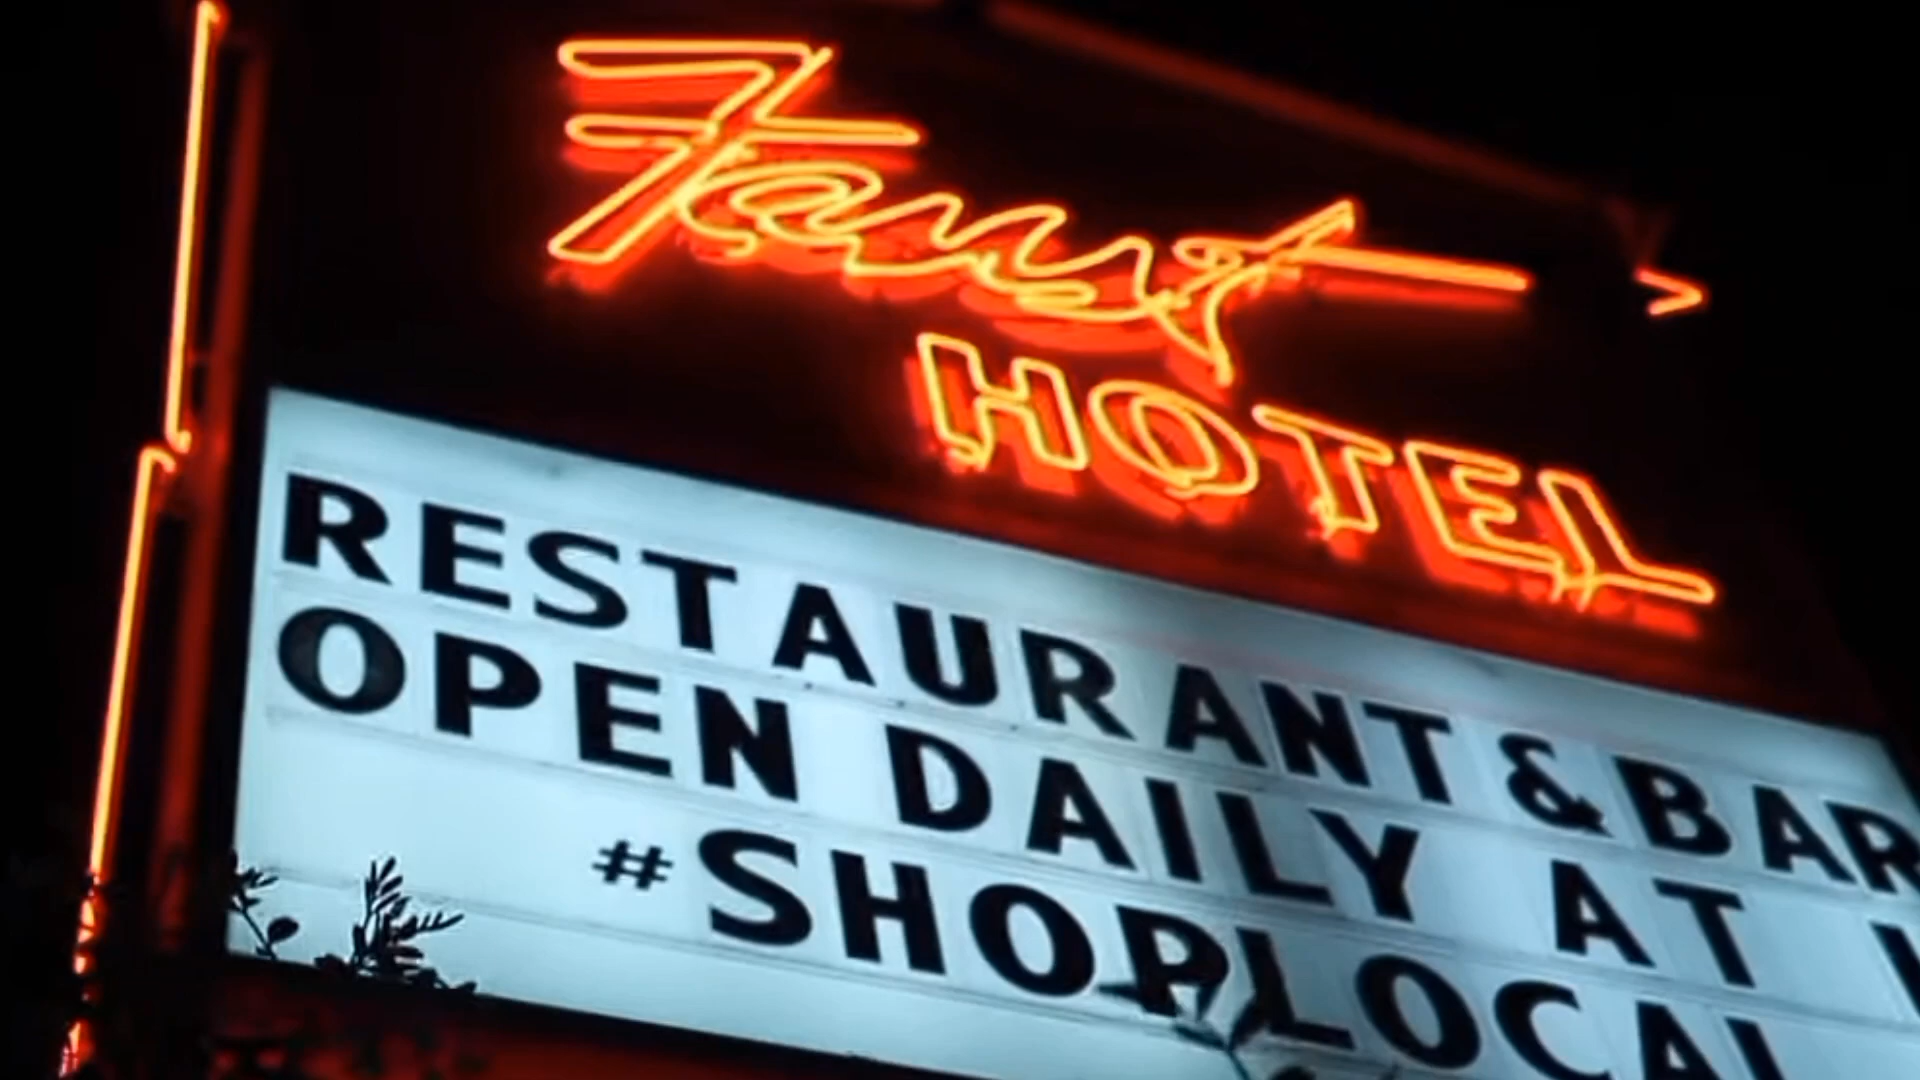 Faust
HOTEL
RESTAURANT & BAR
OPEN DAILY AT
#SHOPLOCAL